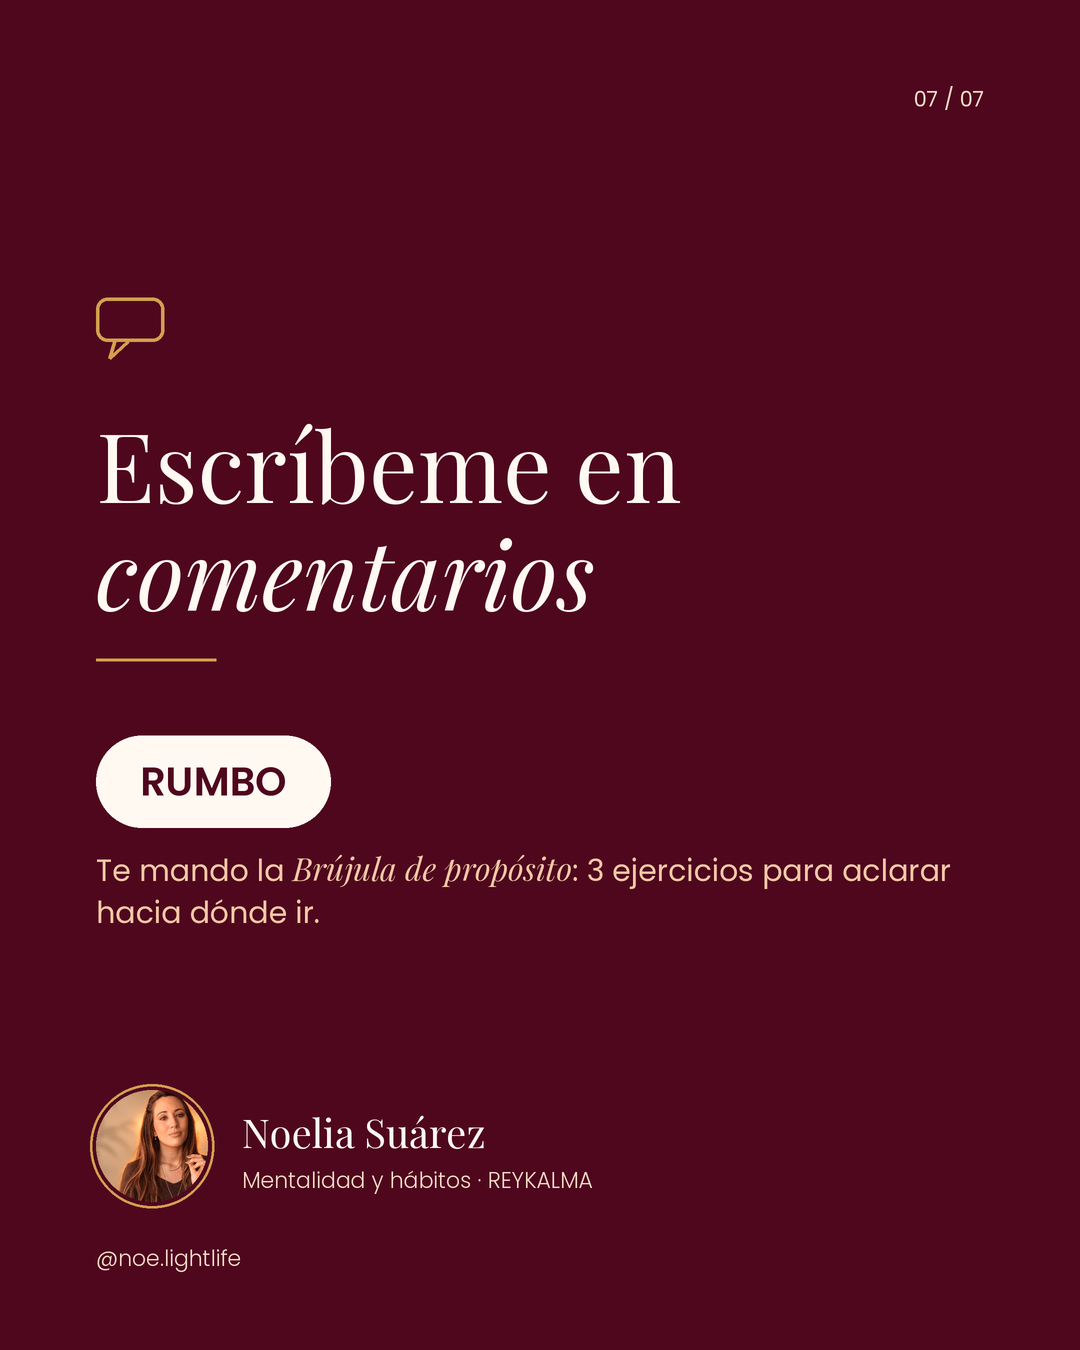 07 / 07
Escríbeme en
comentarios
RUMBO
Te mando la Brújula de propósito: 3 ejercicios para aclarar
hacia dónde ir.
Noelia Suárez
Mentalidad y hábitos · REYKALMA
@noe.lightlife